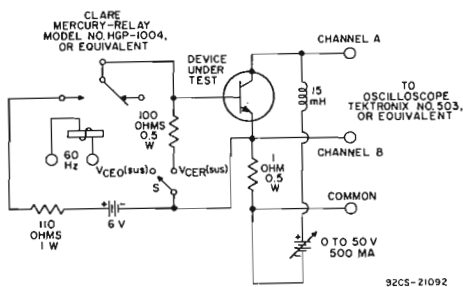 CLARE
MERCURY-RELAY
MODEL NO. HGP-1004,
OR EQUIVALENT
DEVICE
UNDER
TEST
CHANNEL A
15
mH
TO
OSCILLOSCOPE
TEKTRONIX NO. 503,
OR EQUIVALENT
100
OHMS
0.5
W
60
Hz
CHANNEL B
VCEO(sus)
VCER(sus)
S
1
OHM
0.5
W
COMMON
110
OHMS
1 W
+ -
6 V
+
-
0 TO 50 V
500 MA
92CS-21092